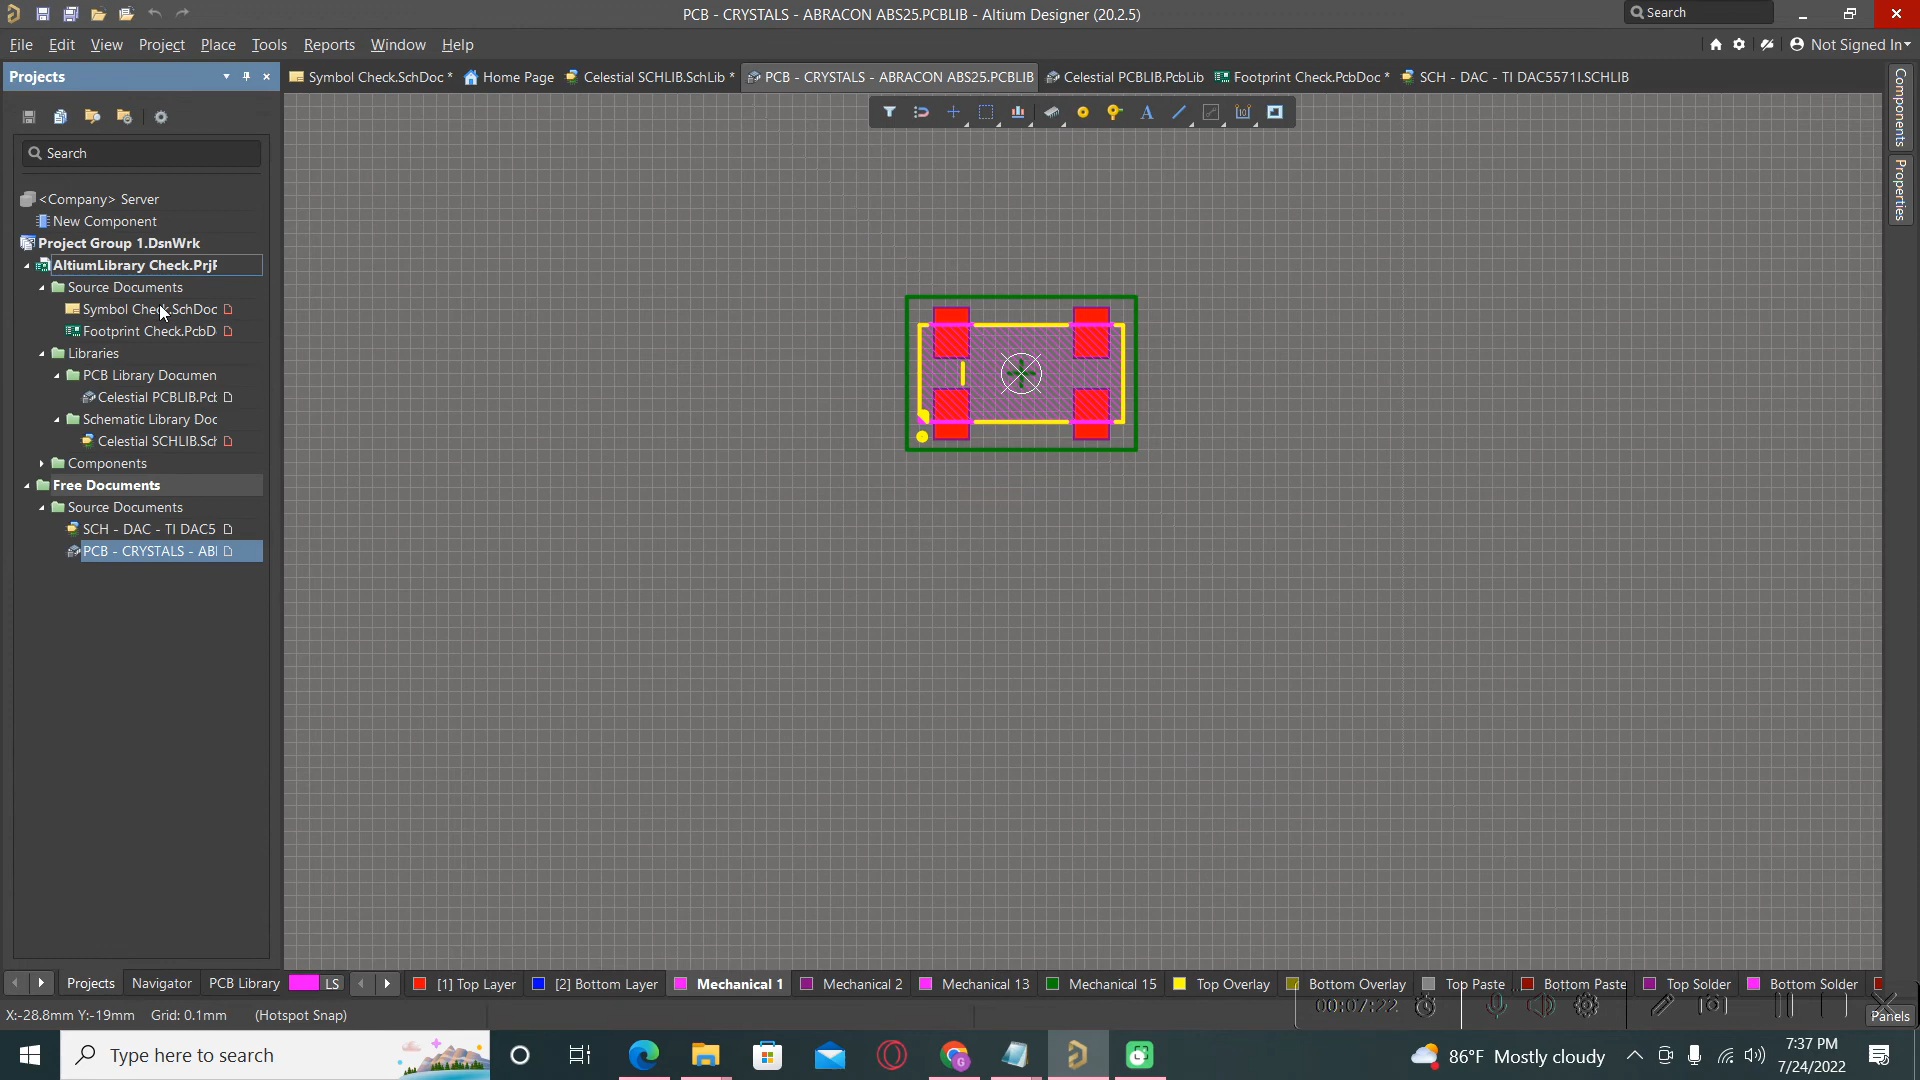 PCB - CRYSTALS - ABRACON ABS25.PCBLIB - Altium Designer (20.2.5)
Search
File Edit View Project Place Tools Reports Window Help
Not Signed In
Projects
Symbol Check.SchDoc *
Home Page
Celestial SCHLIB.SchLib *
PCB - CRYSTALS - ABRACON ABS25.PCBLIB
Celestial PCBLIB.PcbLib
Footprint Check.PcbDoc *
SCH - DAC - TI DAC5571I.SCHLIB
Components
Properties
Search
<Company> Server
New Component
Project Group 1.DsnWrk
AltiumLibrary Check.PrjF
Source Documents
Symbol Check.SchDoc
Footprint Check.PcbD
Libraries
PCB Library Documen
Celestial PCBLIB.Pcb
Schematic Library Doc
Celestial SCHLIB.Sch
Components
Free Documents
Source Documents
SCH - DAC - TI DAC5
PCB - CRYSTALS - ABI
Projects Navigator PCB Library
LS
[1] Top Layer
[2] Bottom Layer
Mechanical 1
Mechanical 2
Mechanical 13
Mechanical 15
Top Overlay
Bottom Overlay
Top Paste
Bottom Paste
Top Solder
Bottom Solder
X:-28.8mm Y:-19mm Grid: 0.1mm (Hotspot Snap)
00:07:22
Panels
Type here to search
86°F Mostly cloudy
7:37 PM
7/24/2022